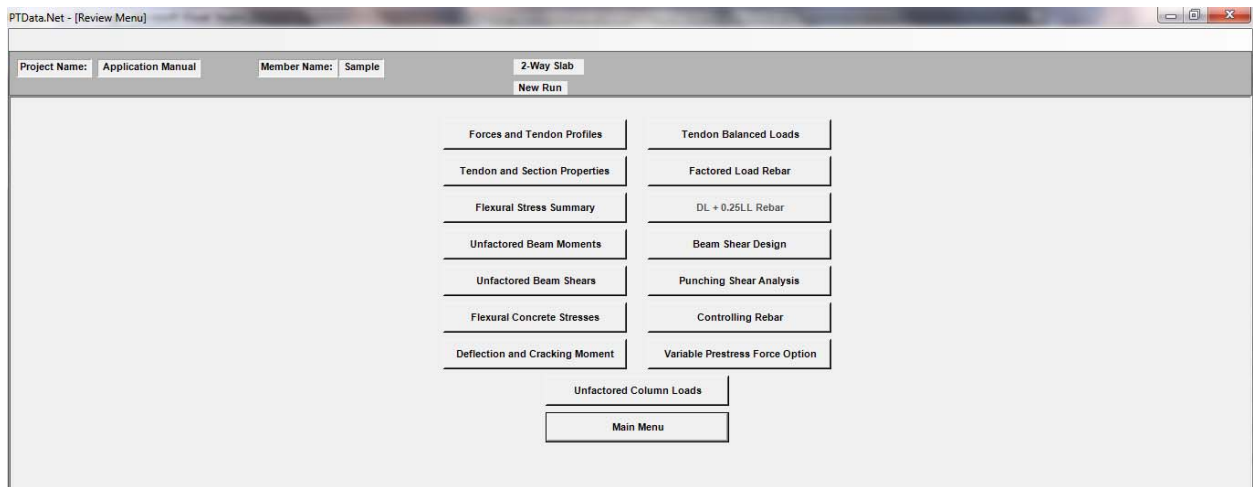 PTData.Net - [Review Menu]
Project Name: Application Manual Member Name: Sample 2-Way Slab
New Run
Forces and Tendon Profiles Tendon Balanced Loads
Tendon and Section Properties Factored Load Rebar
Flexural Stress Summary DL + 0.25LL Rebar
Unfactored Beam Moments Beam Shear Design
Unfactored Beam Shears Punching Shear Analysis
Flexural Concrete Stresses Controlling Rebar
Deflection and Cracking Moment Variable Prestress Force Option
Unfactored Column Loads
Main Menu